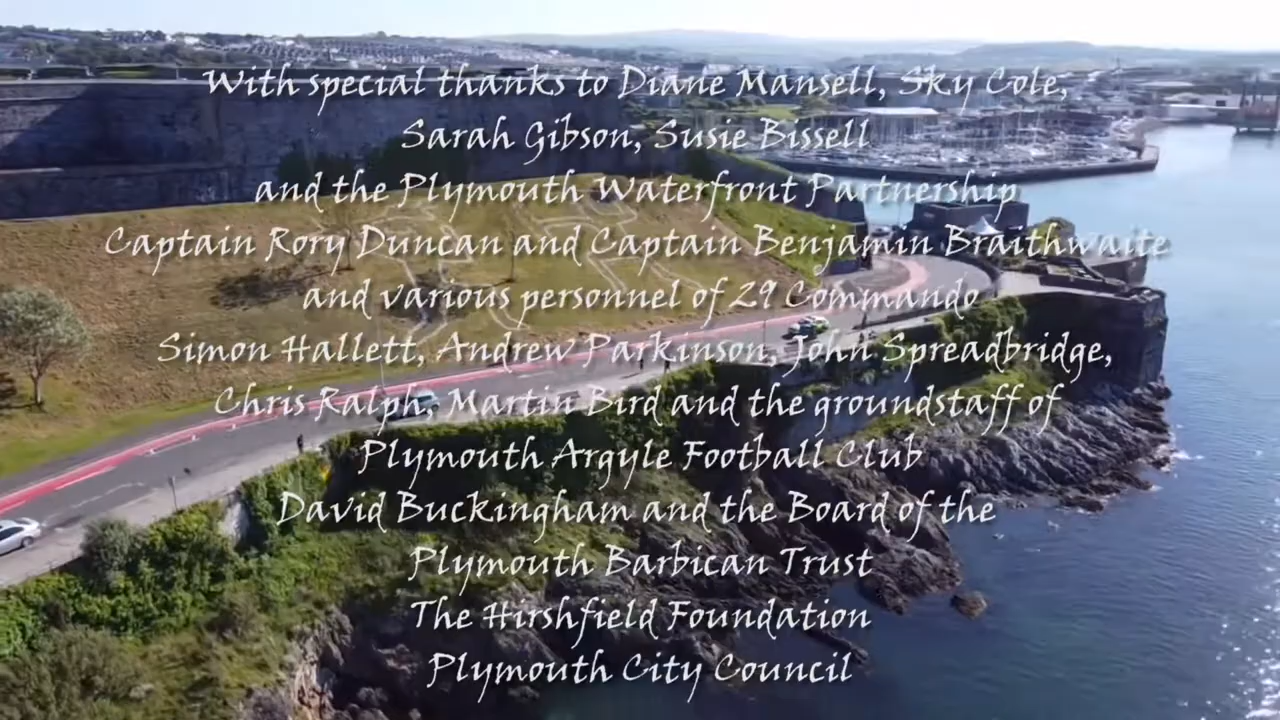 With special thanks to Diane Mansell, Sky Cole,
Sarah Gibson, Susie Bissell
and the Plymouth Waterfront Partnership
Captain Rory Duncan and Captain Benjamin Braithwaite
and various personnel of 29 Commando
Simon Hallett, Andrew Parkinson, John Spreadbridge,
Chris Ralph, Martin Bird and the groundstaff of
Plymouth Argyle Football Club
David Buckingham and the Board of the
Plymouth Barbican Trust
The Hirshfield Foundation
Plymouth City Council